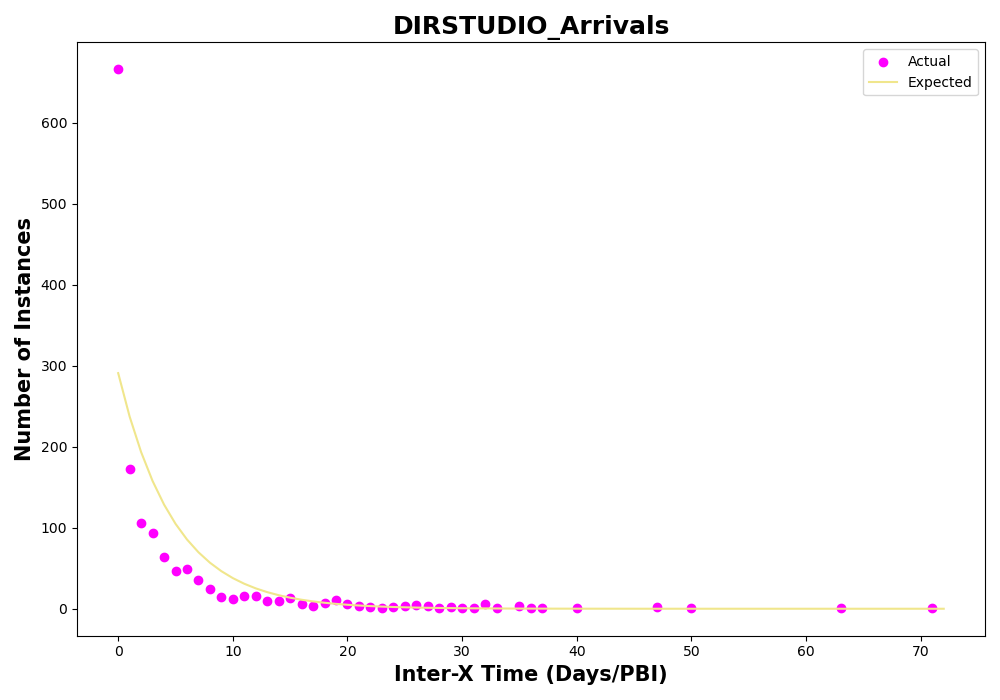 DIRSTUDIO_Arrivals
Actual
Expected
Number of Instances
600
500
400
300
200
100
0
0 10 20 30 40 50 60 70
Inter-X Time (Days/PBI)